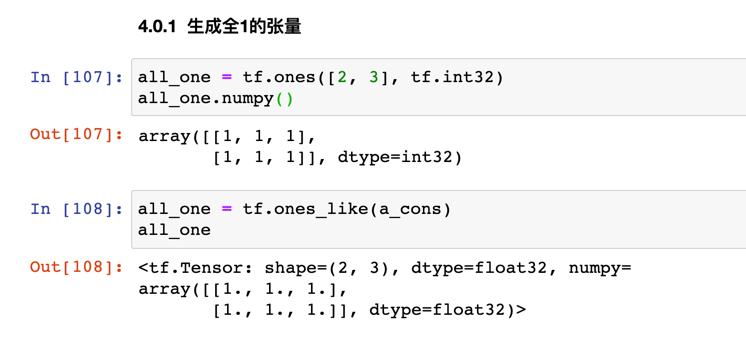 4.0.1 生成全1的张量
In [107]: all_one = tf.ones([2, 3], tf.int32)
all_one.numpy()
Out[107]: array([[1, 1, 1],
[1, 1, 1]], dtype=int32)
In [108]: all_one = tf.ones_like(a_cons)
all_one
Out[108]: <tf.Tensor: shape=(2, 3), dtype=float32, numpy=
array([[1., 1., 1.],
[1., 1., 1.]], dtype=float32)>